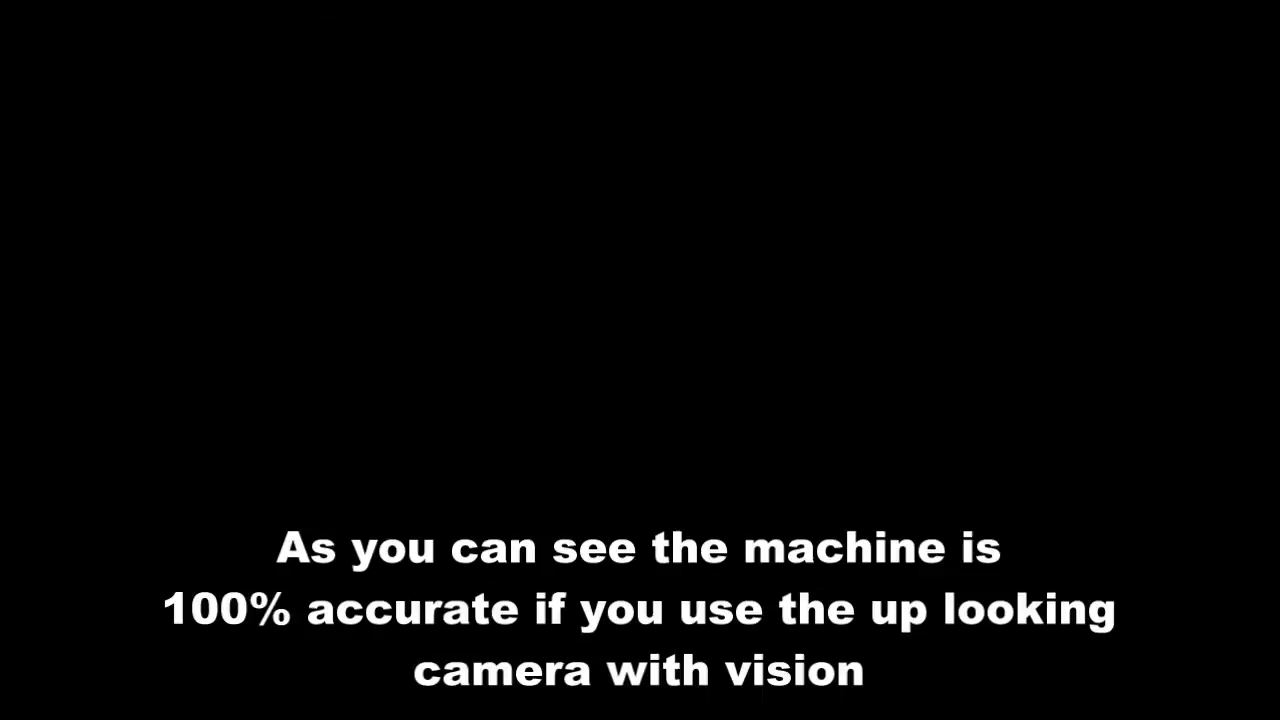 As you can see the machine is
100% accurate if you use the up looking
camera with vision